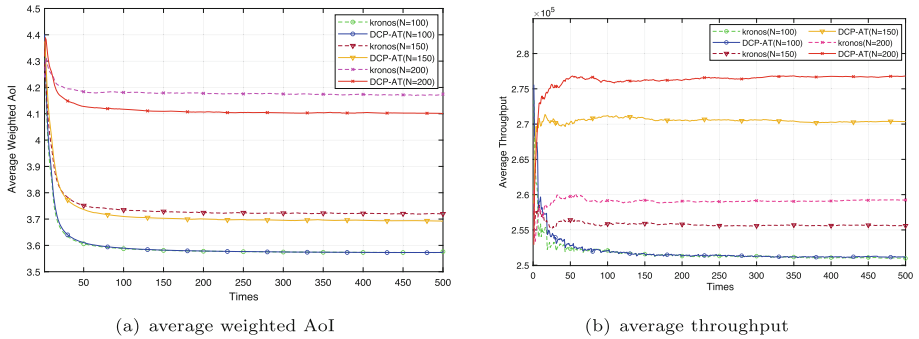 4.5
4.4
4.3
4.2
4.1
4
3.9
3.8
3.7
3.6
3.5
Average Weighted AoI
50 100 150 200 250 300 350 400 450 500
Times
kronos(N=100)
DCP-AT(N=100)
kronos(N=150)
DCP-AT(N=150)
kronos(N=200)
DCP-AT(N=200)
(a) average weighted AoI
×10⁵
2.85
2.8
2.75
2.7
2.65
2.6
2.55
2.5
Average Throughput
0 50 100 150 200 250 300 350 400 450 500
Times
kronos(N=100)
DCP-AT(N=100)
kronos(N=150)
DCP-AT(N=150)
kronos(N=200)
DCP-AT(N=200)
(b) average throughput